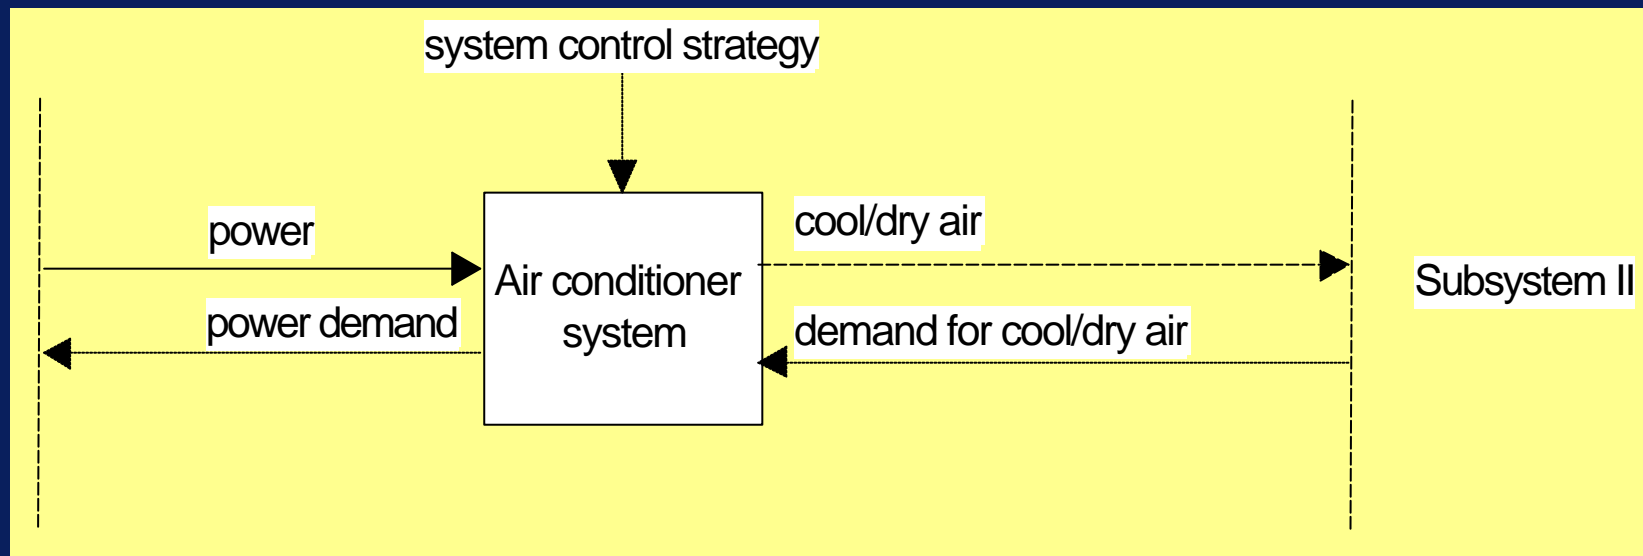 system control strategy
power
cool/dry air
Air conditioner
system
Subsystem II
power demand
demand for cool/dry air